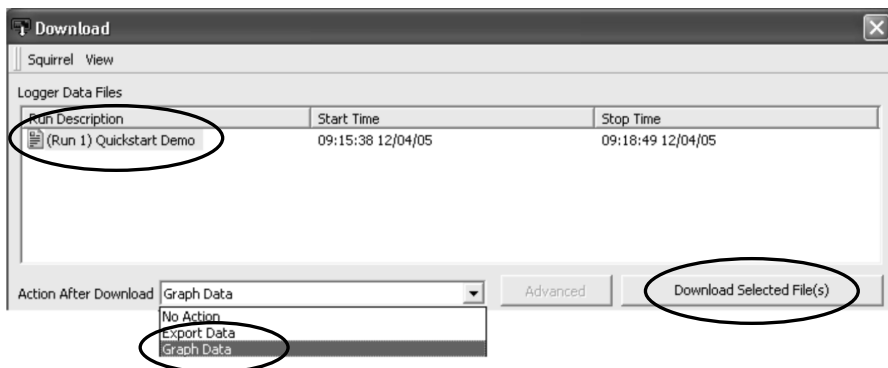 Download
Squirrel View
Logger Data Files
Run Description Start Time Stop Time
(Run 1) Quickstart Demo 09:15:38 12/04/05 09:18:49 12/04/05
Action After Download Graph Data Advanced Download Selected File(s)
No Action
Export Data
Graph Data